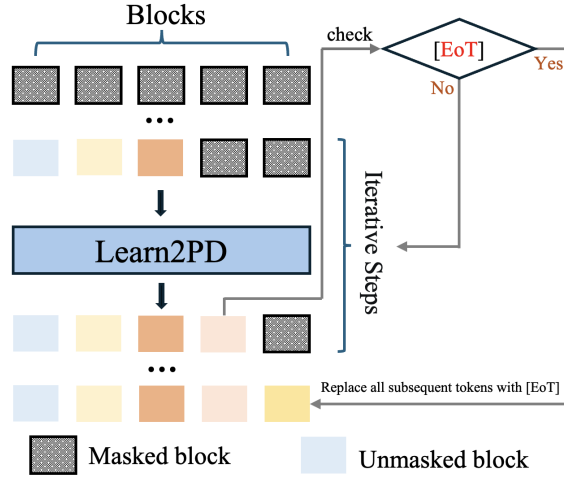 Blocks
check
[EoT]
Yes
No
...
Learn2PD
Iterative Steps
...
Replace all subsequent tokens with [EoT]
Masked block
Unmasked block